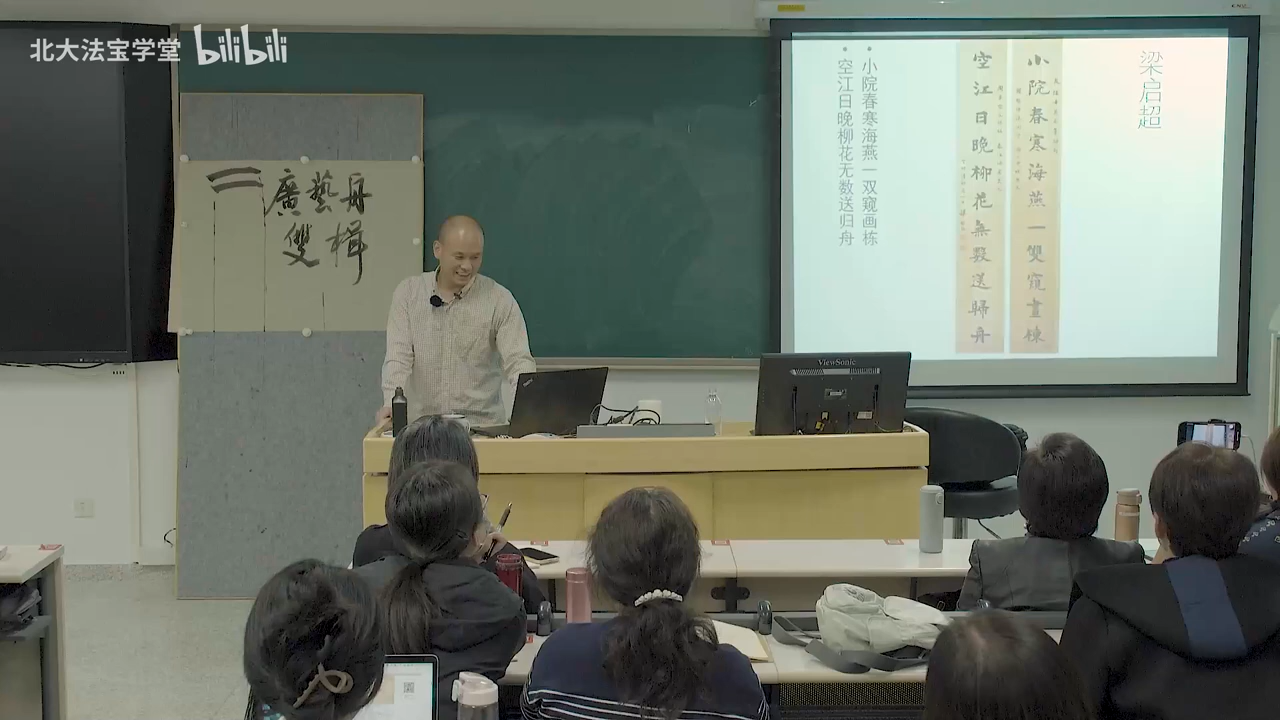 北大法宝学堂 bilibili
廣藝舟
雙楫
ViewSonic
梁启超
小院春寒海燕一雙窺畫棟
空江日晚柳花無數送歸舟
• 小院春寒海燕一双窥画栋
• 空江日晚柳花无数送归舟